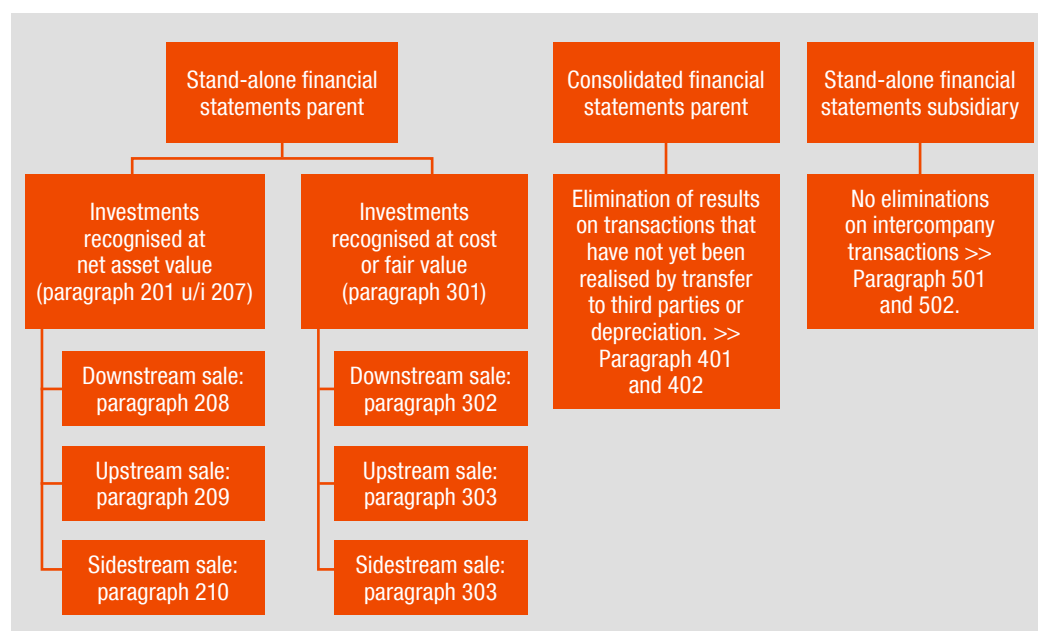 Stand-alone financial
statements parent
Consolidated financial
statements parent
Stand-alone financial
statements subsidiary
Investments
recognised at
net asset value
(paragraph 201 u/i 207)
Investments
recognised at cost
or fair value
(paragraph 301)
Elimination of results
on transactions that
have not yet been
realised by transfer
to third parties or
depreciation. >>
Paragraph 401
and 402
No eliminations
on intercompany
transactions >>
Paragraph 501
and 502.
Downstream sale:
paragraph 208
Downstream sale:
paragraph 302
Upstream sale:
paragraph 209
Upstream sale:
paragraph 303
Sidestream sale:
paragraph 210
Sidestream sale:
paragraph 303